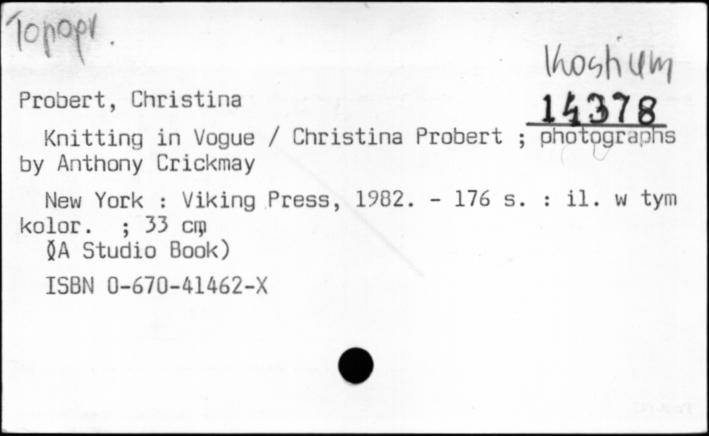 Topogr.
Kostium
Probert, Christina
14378
Knitting in Vogue / Christina Probert ; photographs
by Anthony Crickmay
New York : Viking Press, 1982. - 176 s. : il. w tym
kolor. ; 33 cm
(A Studio Book)
ISBN 0-670-41462-X